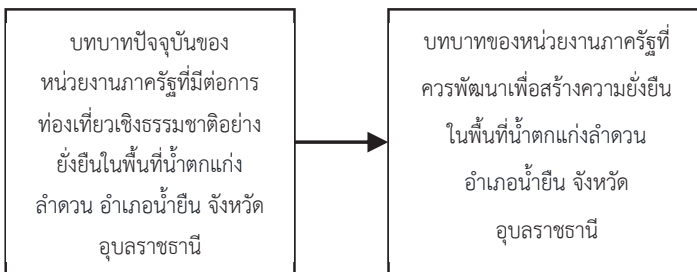 บทบาทปัจจุบันของ
หน่วยงานภาครัฐที่มีต่อการ
ท่องเที่ยวเชิงธรรมชาติอย่าง
ยั่งยืนในพื้นที่น้ำตกแก่ง
ลำดวน อำเภอน้ำยืน จังหวัด
อุบลราชธานี
บทบาทของหน่วยงานภาครัฐที่
ควรพัฒนาเพื่อสร้างความยั่งยืน
ในพื้นที่น้ำตกแก่งลำดวน
อำเภอน้ำยืน จังหวัด
อุบลราชธานี